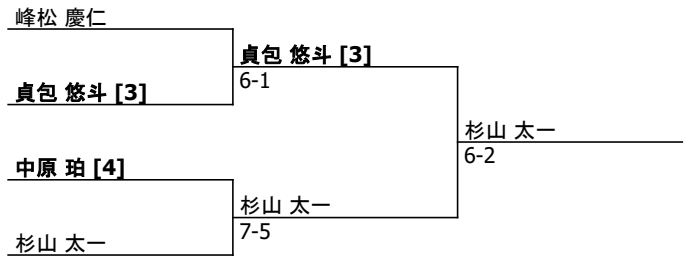 峰松 慶仁
貞包 悠斗 [3]
6-1
貞包 悠斗 [3]
杉山 太一
6-2
中原 珀 [4]
杉山 太一
7-5
杉山 太一